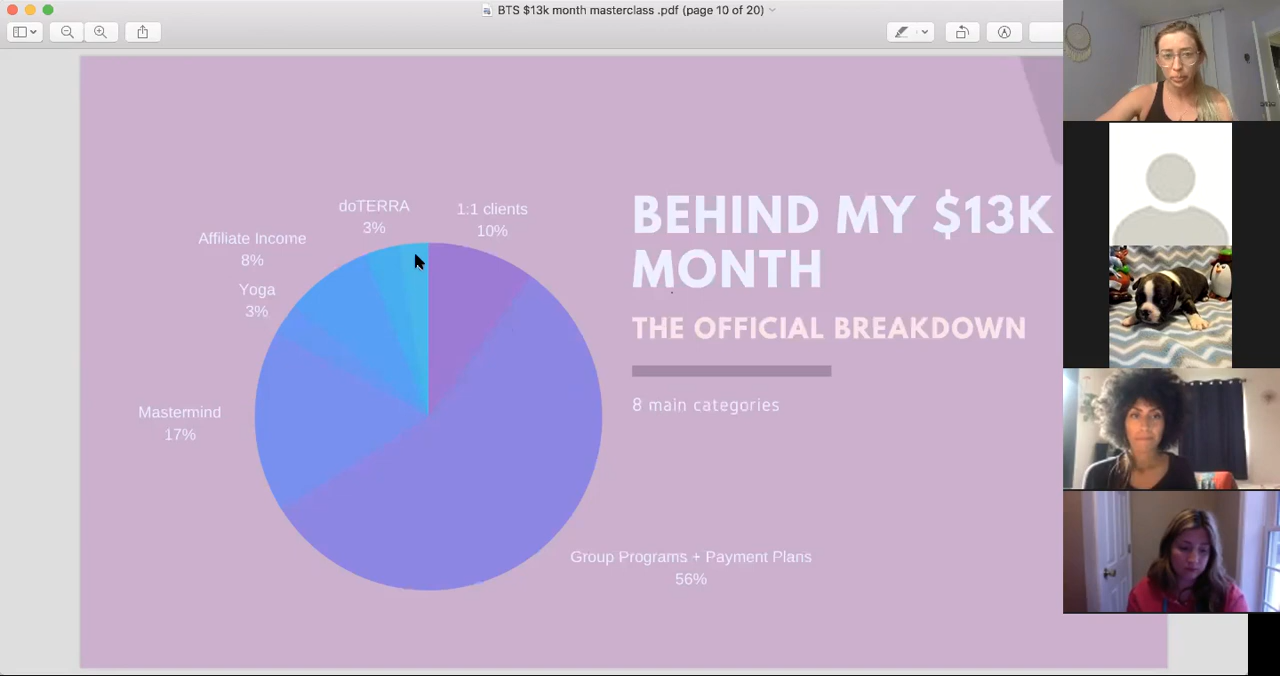 BTS $13k month masterclass .pdf (page 10 of 20)
doTERRA
3%
1:1 clients
10%
Affiliate Income
8%
Yoga
3%
Mastermind
17%
Group Programs + Payment Plans
56%
BEHIND MY $13K
MONTH
THE OFFICIAL BREAKDOWN
8 main categories